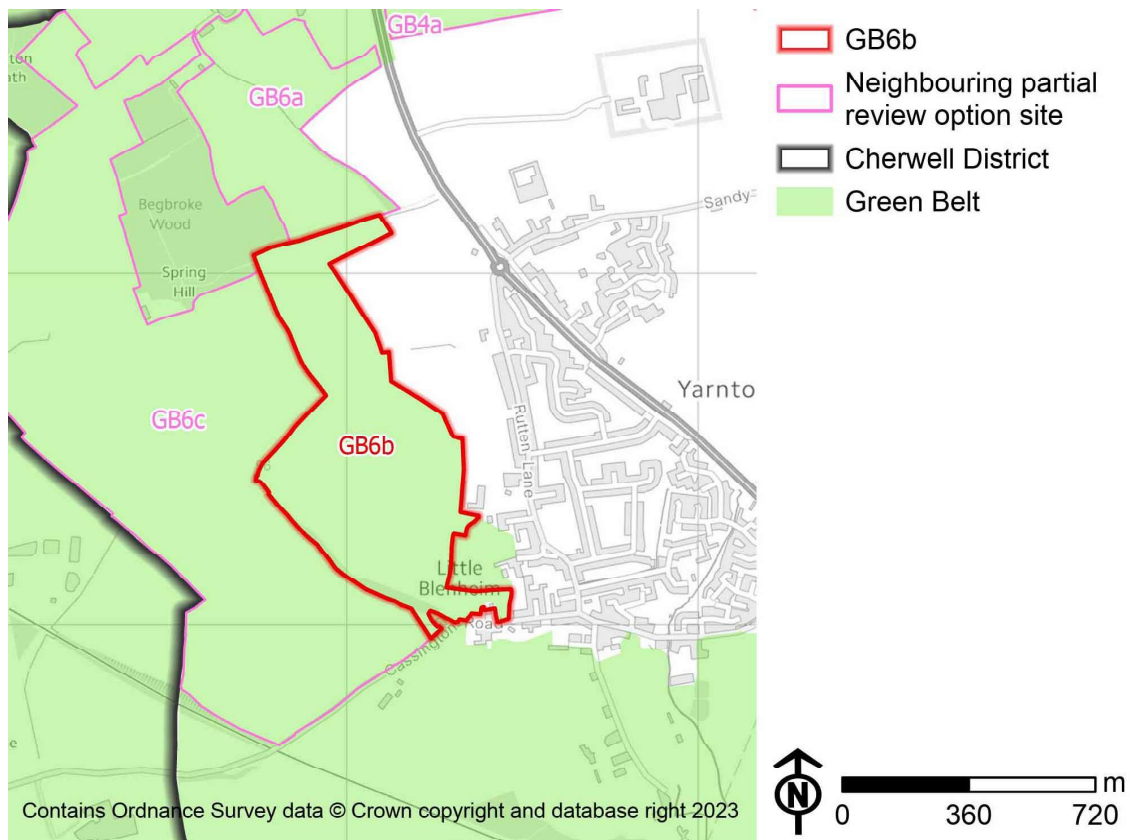 GB4a
GB6a
Begbroke
Wood
Spring
Hill
Sandy
Yarnto
GB6c
GB6b
Rutten Lane
Little
Blenheim
Cassington Road
Contains Ordnance Survey data © Crown copyright and database right 2023
GB6b
Neighbouring partial
review option site
Cherwell District
Green Belt
N
m
0 360 720